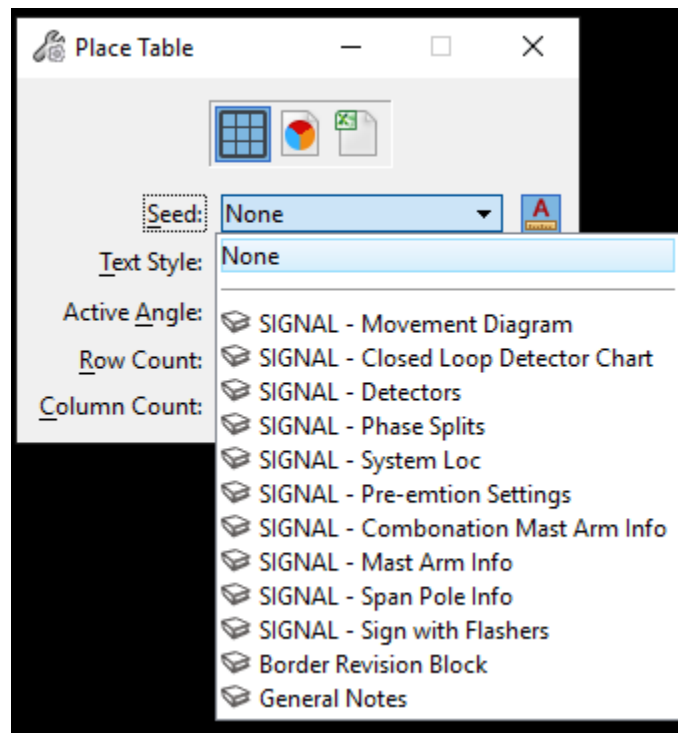 Place Table
Seed: None
A
Text Style: None
Active Angle:
SIGNAL - Movement Diagram
Row Count:
SIGNAL - Closed Loop Detector Chart
SIGNAL - Detectors
Column Count:
SIGNAL - Phase Splits
SIGNAL - System Loc
SIGNAL - Pre-emtion Settings
SIGNAL - Combonation Mast Arm Info
SIGNAL - Mast Arm Info
SIGNAL - Span Pole Info
SIGNAL - Sign with Flashers
Border Revision Block
General Notes